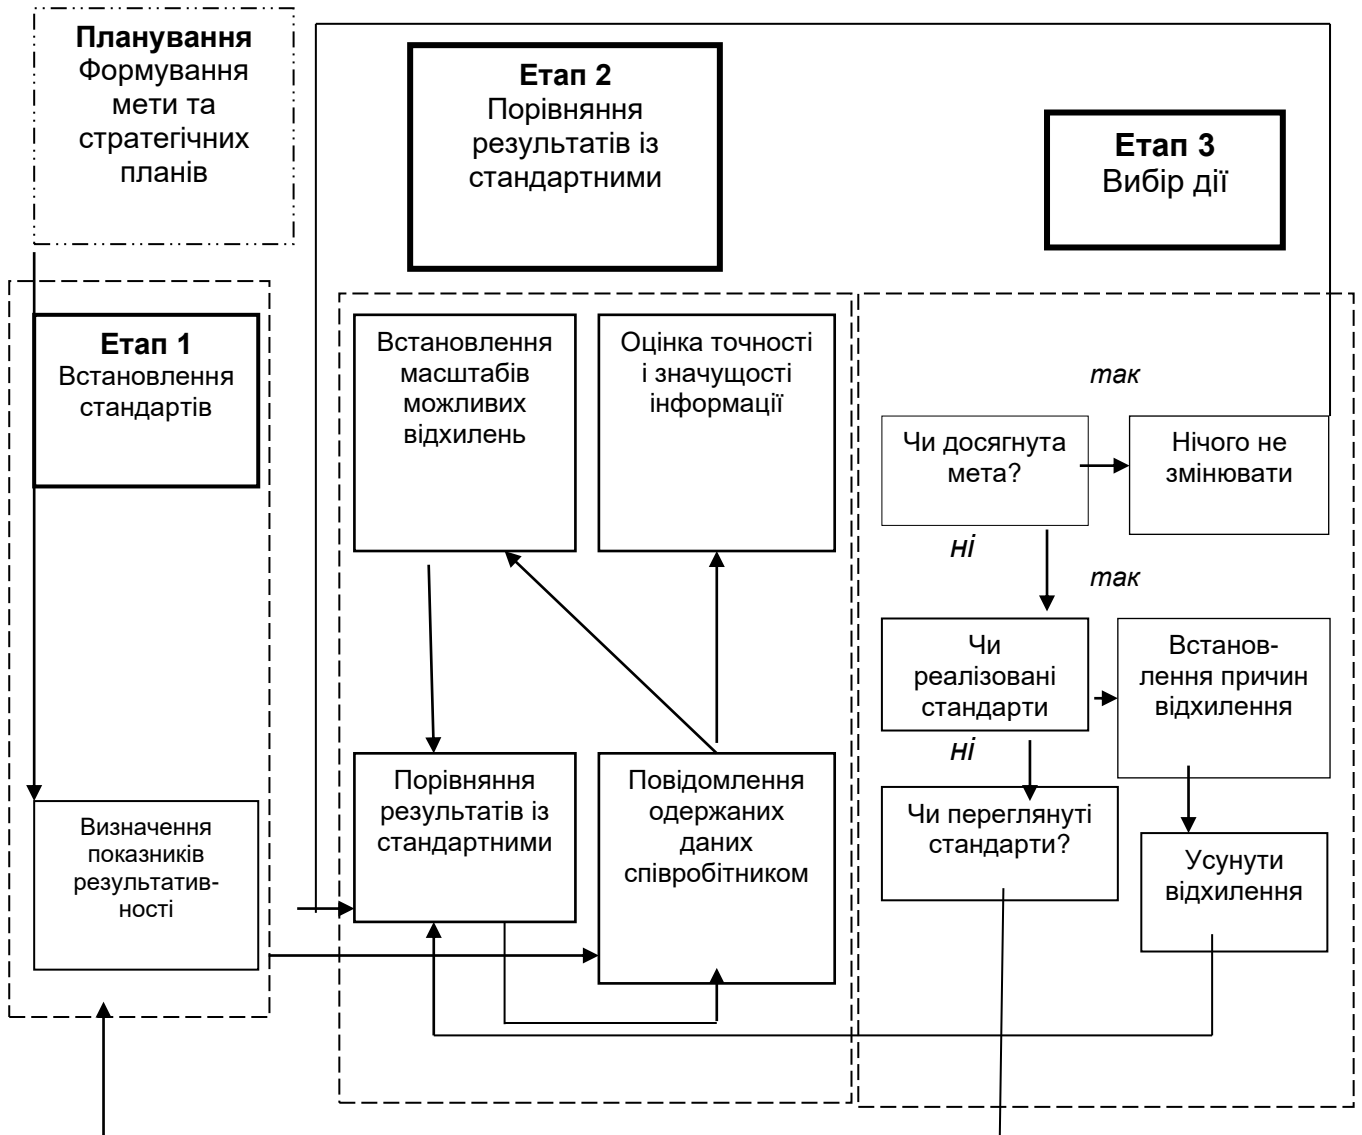 Планування
Формування
мети та
стратегічних
планів
Етап 2
Порівняння
результатів із
стандартними
Етап 3
Вибір дії
Етап 1
Встановлення
стандартів
Встановлення
масштабів
можливих
відхилень
Оцінка точності
і значущості
інформації
так
Чи досягнута
мета?
Нічого не
змінювати
ні
так
Чи
реалізовані
стандарти
Встанов-
лення причин
відхилення
ні
Визначення
показників
результатив-
ності
Порівняння
результатів із
стандартними
Повідомлення
одержаних
даних
співробітником
Чи переглянуті
стандарти?
Усунути
відхилення